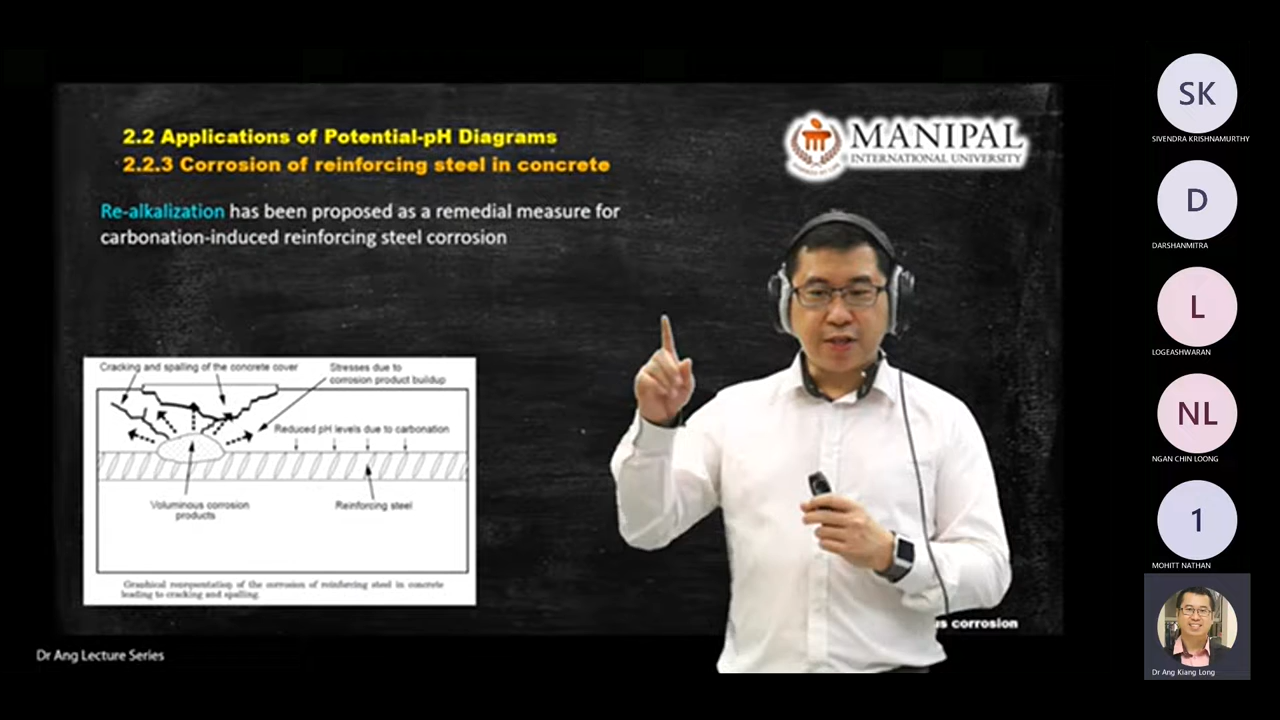 2.2 Applications of Potential-pH Diagrams
2.2.3 Corrosion of reinforcing steel in concrete
MANIPAL
INTERNATIONAL UNIVERSITY
Re-alkalization has been proposed as a remedial measure for
carbonation-induced reinforcing steel corrosion
Cracking and spalling of the concrete cover
Stresses due to
corrosion product buildup
Reduced pH levels due to carbonation
Voluminous corrosion
products
Reinforcing steel
Graphical representation of the corrosion of reinforcing steel in concrete
leading to cracking and spalling.
us corrosion
Dr Ang Lecture Series
SK
SIVENDRA KRISHNAMURTHY
D
DARSHANMITRA
L
LOGEASHWARAN
NL
NGAN CHIN LOONG
1
MOHITT NATHAN
Dr Ang Kiang Long